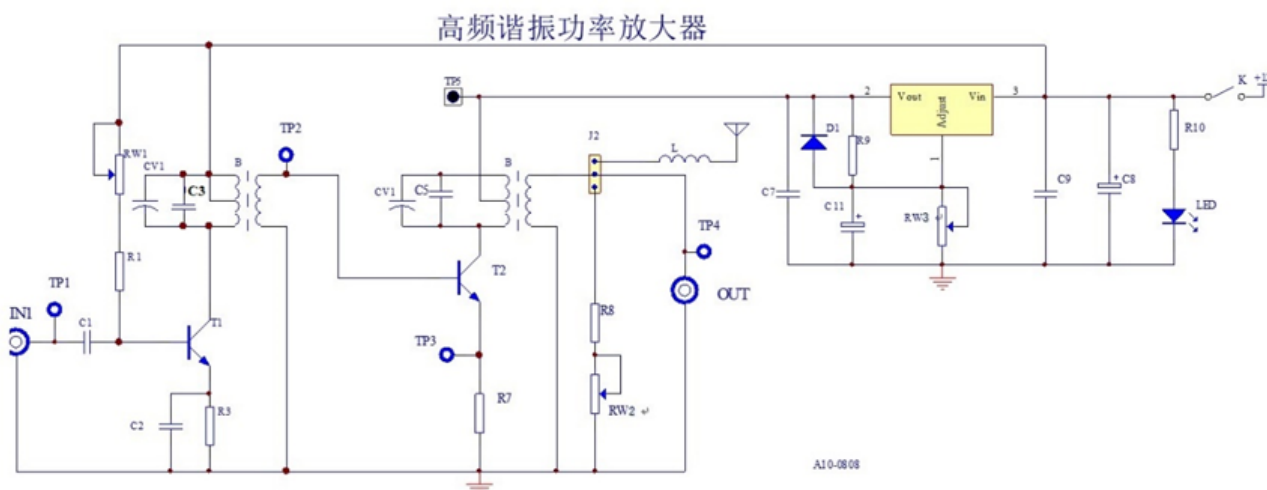 高频谐振功率放大器
TP5
2
Vout
Vin
3
K
Adjust
1
D1
R9
R10
TP2
J2
L
RW1
B
CV1
C3
B
CV1
C5
C7
C11
RW3
C9
C8
LED
TP4
R1
T2
OUT
TP1
IN1
C1
T1
TP3
R8
R7
RW2
C2
R3
A10-0808